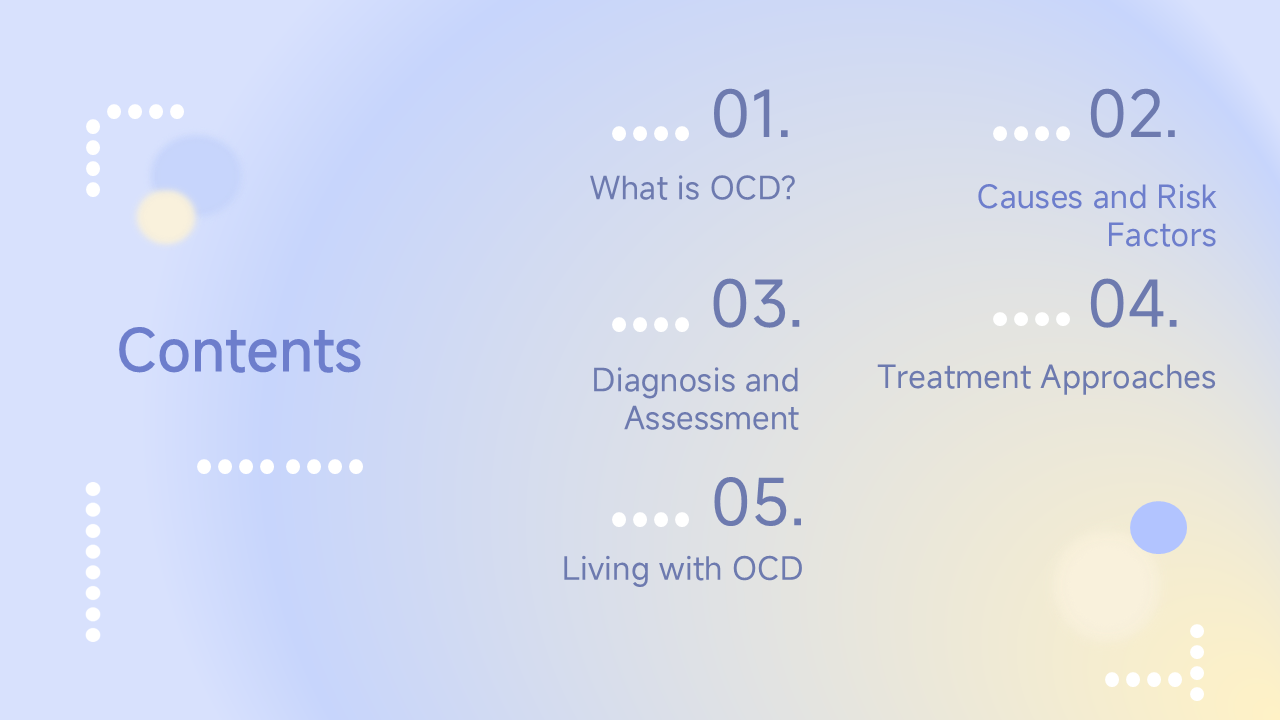 Contents
01.
What is OCD?
02.
Causes and Risk
Factors
03.
Diagnosis and
Assessment
04.
Treatment Approaches
05.
Living with OCD